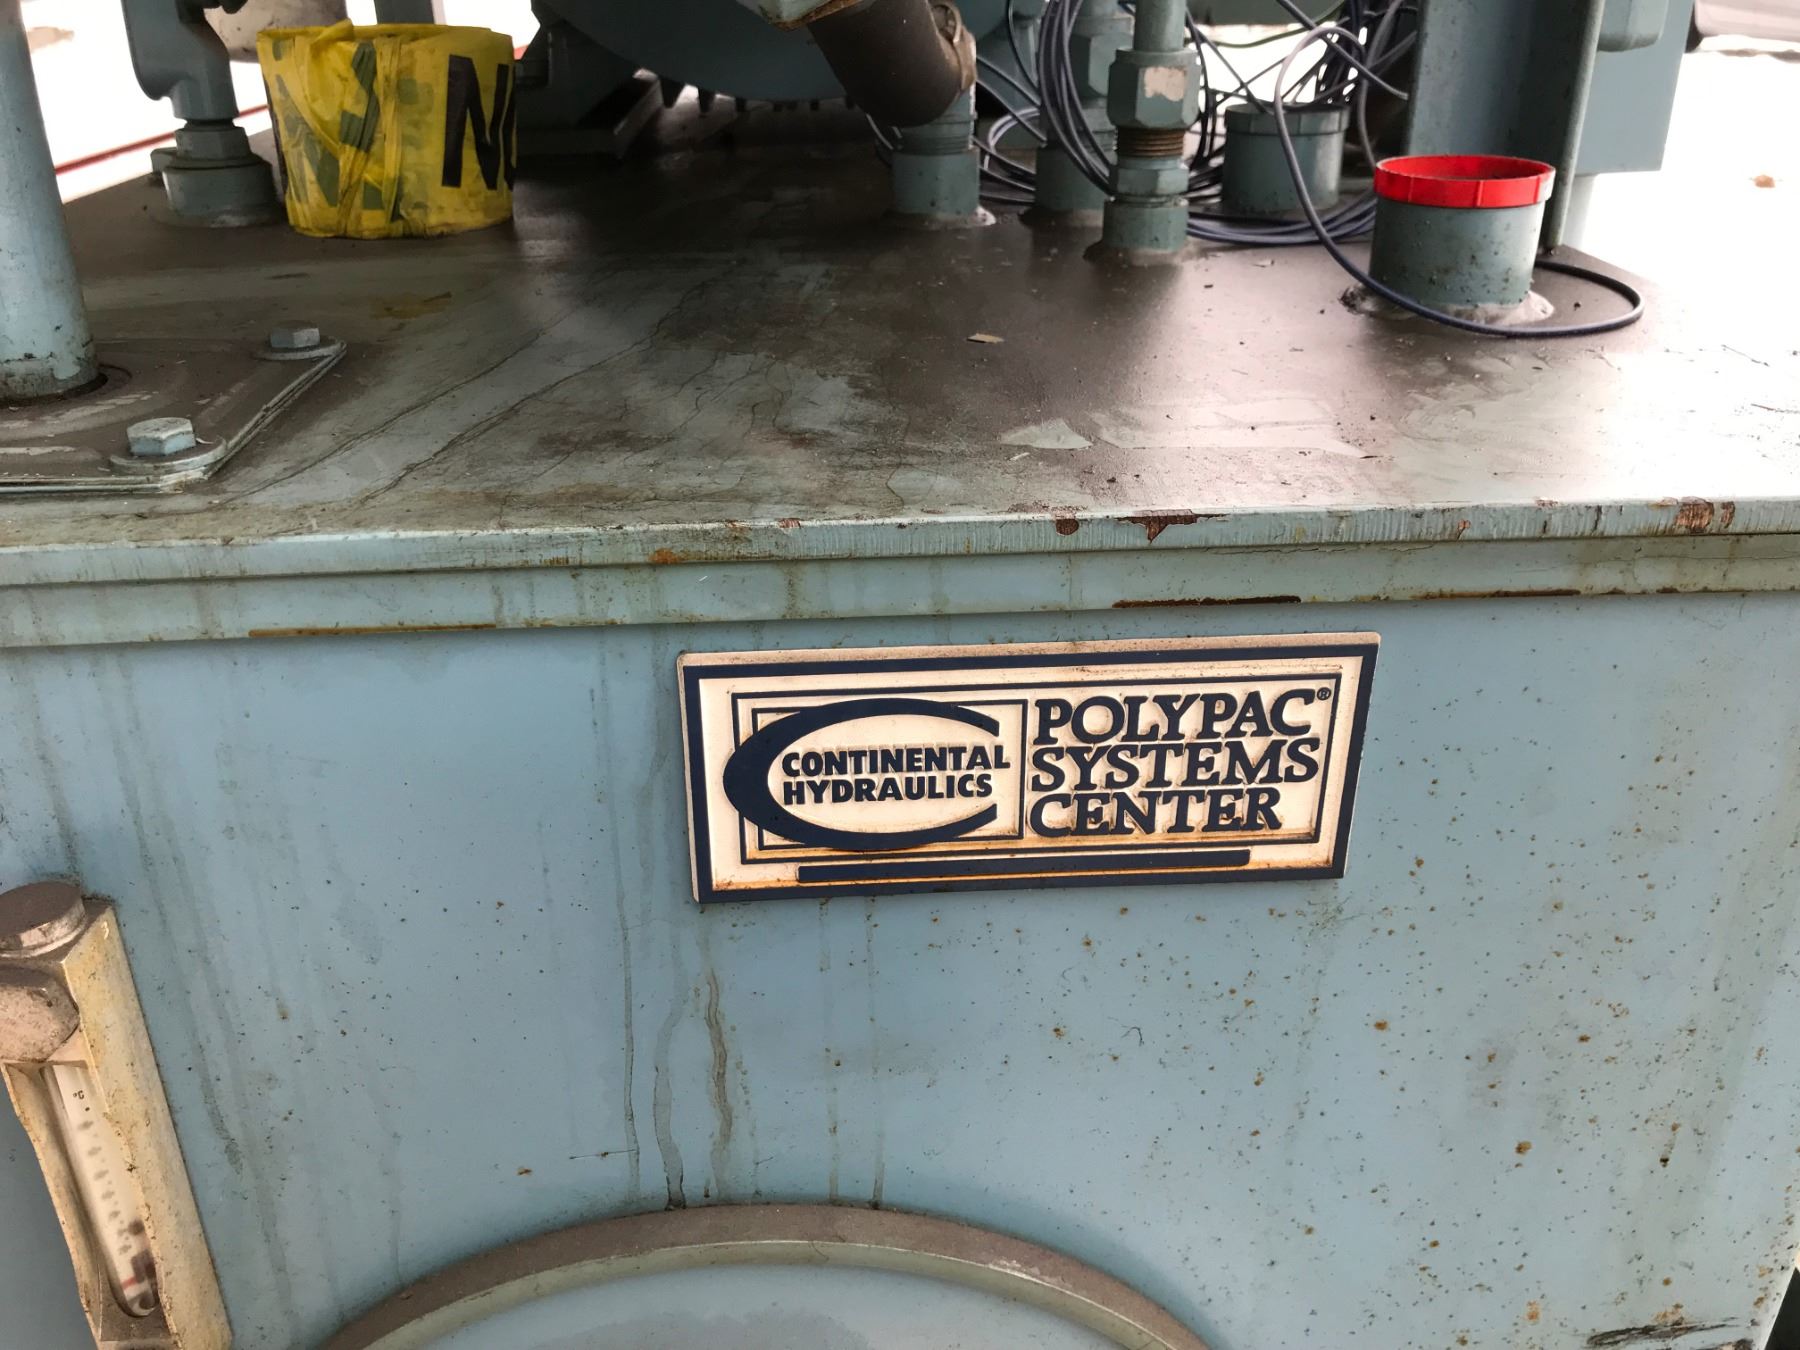 CONTINENTAL
HYDRAULICS
POLYPAC®
SYSTEMS
CENTER
°C